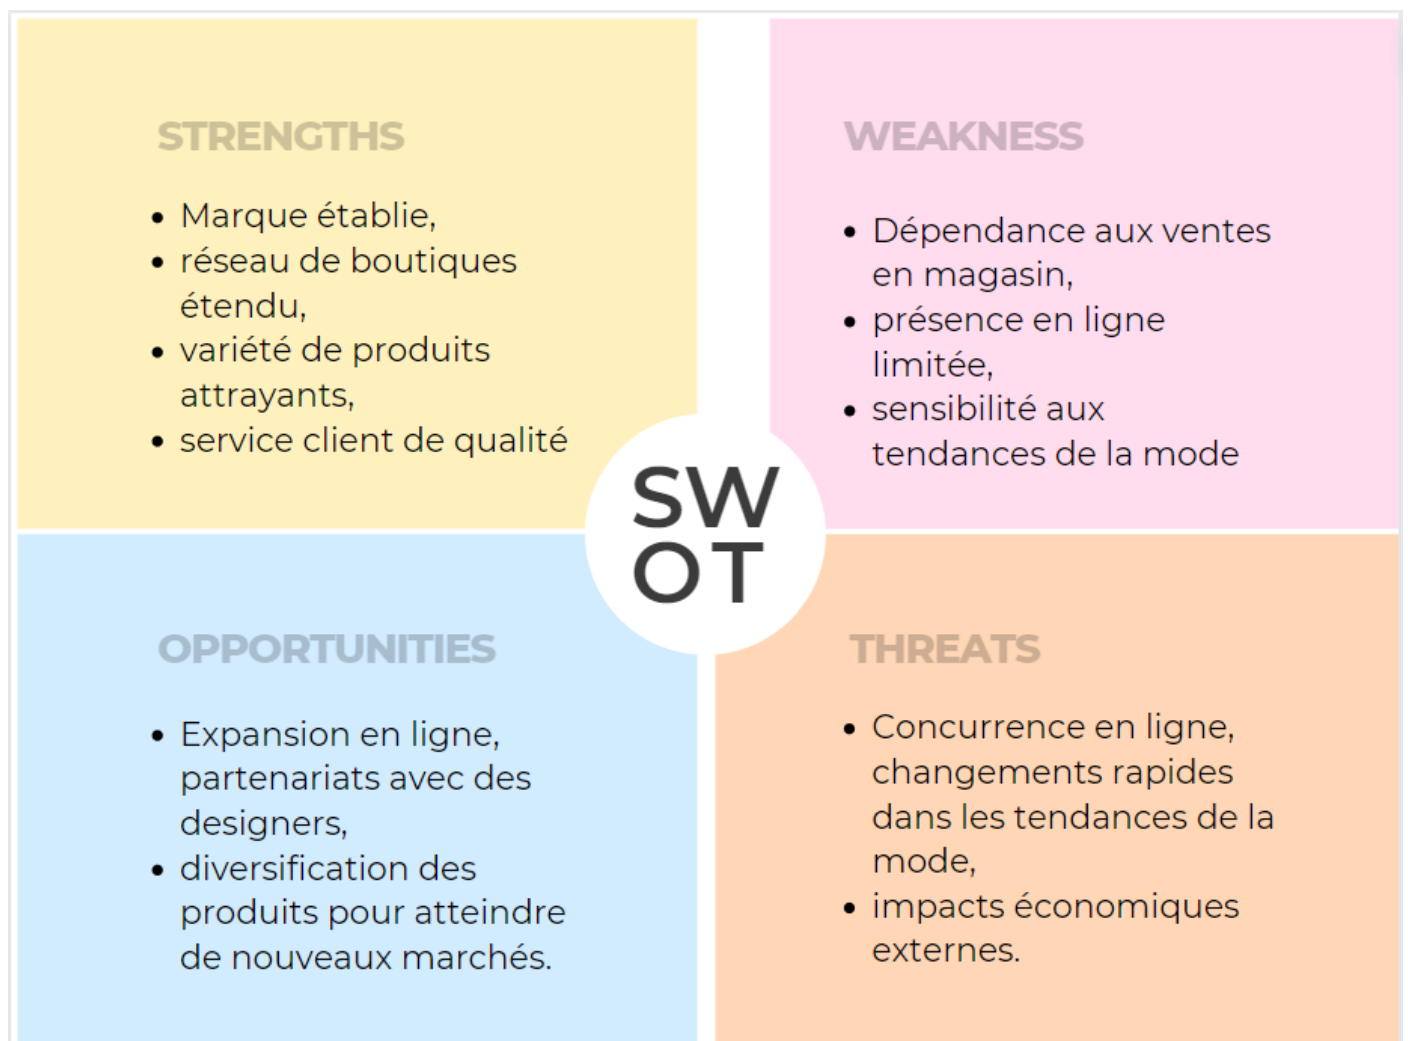 STRENGTHS
• Marque établie,
• réseau de boutiques
étendu,
• variété de produits
attrayants,
• service client de qualité
WEAKNESS
• Dépendance aux ventes
en magasin,
• présence en ligne
limitée,
• sensibilité aux
tendances de la mode
SW
OT
OPPORTUNITIES
• Expansion en ligne,
partenariats avec des
designers,
• diversification des
produits pour atteindre
de nouveaux marchés.
THREATS
• Concurrence en ligne,
changements rapides
dans les tendances de la
mode,
• impacts économiques
externes.